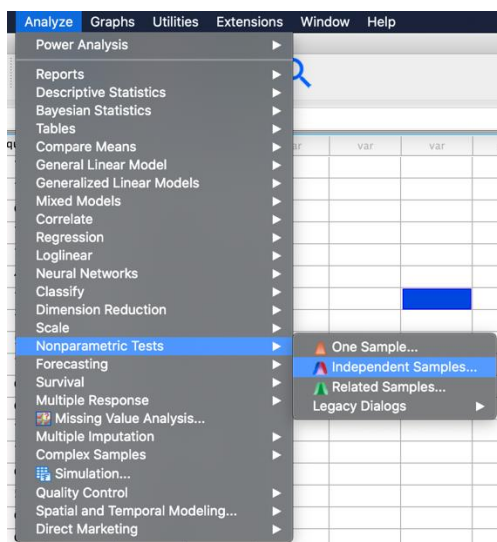 Analyze Graphs Utilities Extensions Window Help
Power Analysis
Reports
Descriptive Statistics
Bayesian Statistics
Tables
Compare Means
var var
General Linear Model
Generalized Linear Models
Mixed Models
Correlate
Regression
Loglinear
Neural Networks
Classify
Dimension Reduction
Scale
Nonparametric Tests
One Sample...
Independent Samples...
Related Samples...
Legacy Dialogs
Forecasting
Survival
Multiple Response
Missing Value Analysis...
Multiple Imputation
Complex Samples
Simulation...
Quality Control
Spatial and Temporal Modeling...
Direct Marketing